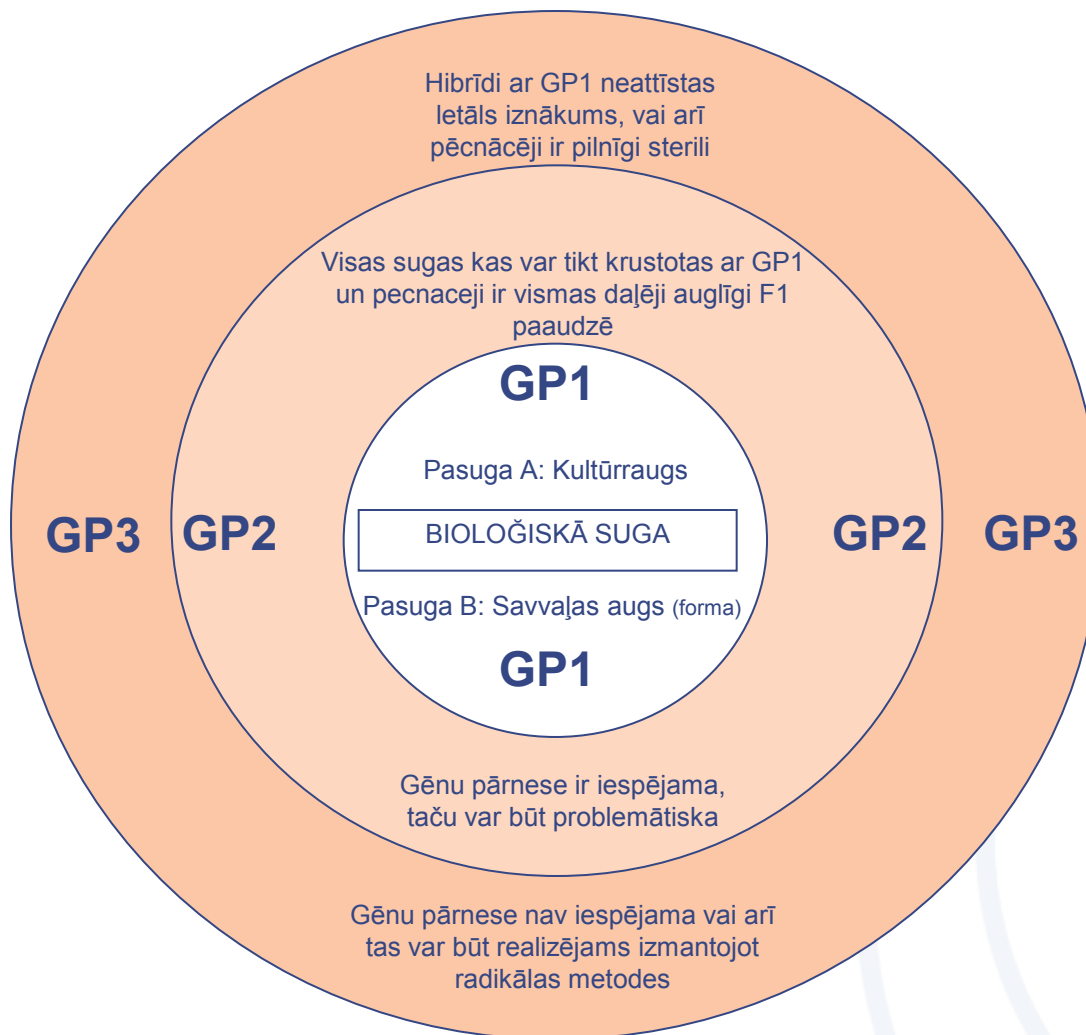 Hibrīdi ar GP1 neattīstas
letāls iznākums, vai arī
pēcnācēji ir pilnīgi sterili
Visas sugas kas var tikt krustotas ar GP1
un pecnaceji ir vismas daļēji auglīgi F1
paaudzē
GP1
Pasuga A: Kultūrraugs
GP3 GP2 BIOLOĢISKĀ SUGA GP2 GP3
Pasuga B: Savvaļas augs (forma)
GP1
Gēnu pārnese ir iespējama,
taču var būt problemātiska
Gēnu pārnese nav iespējama vai arī
tas var būt realizējams izmantojot
radikālas metodes